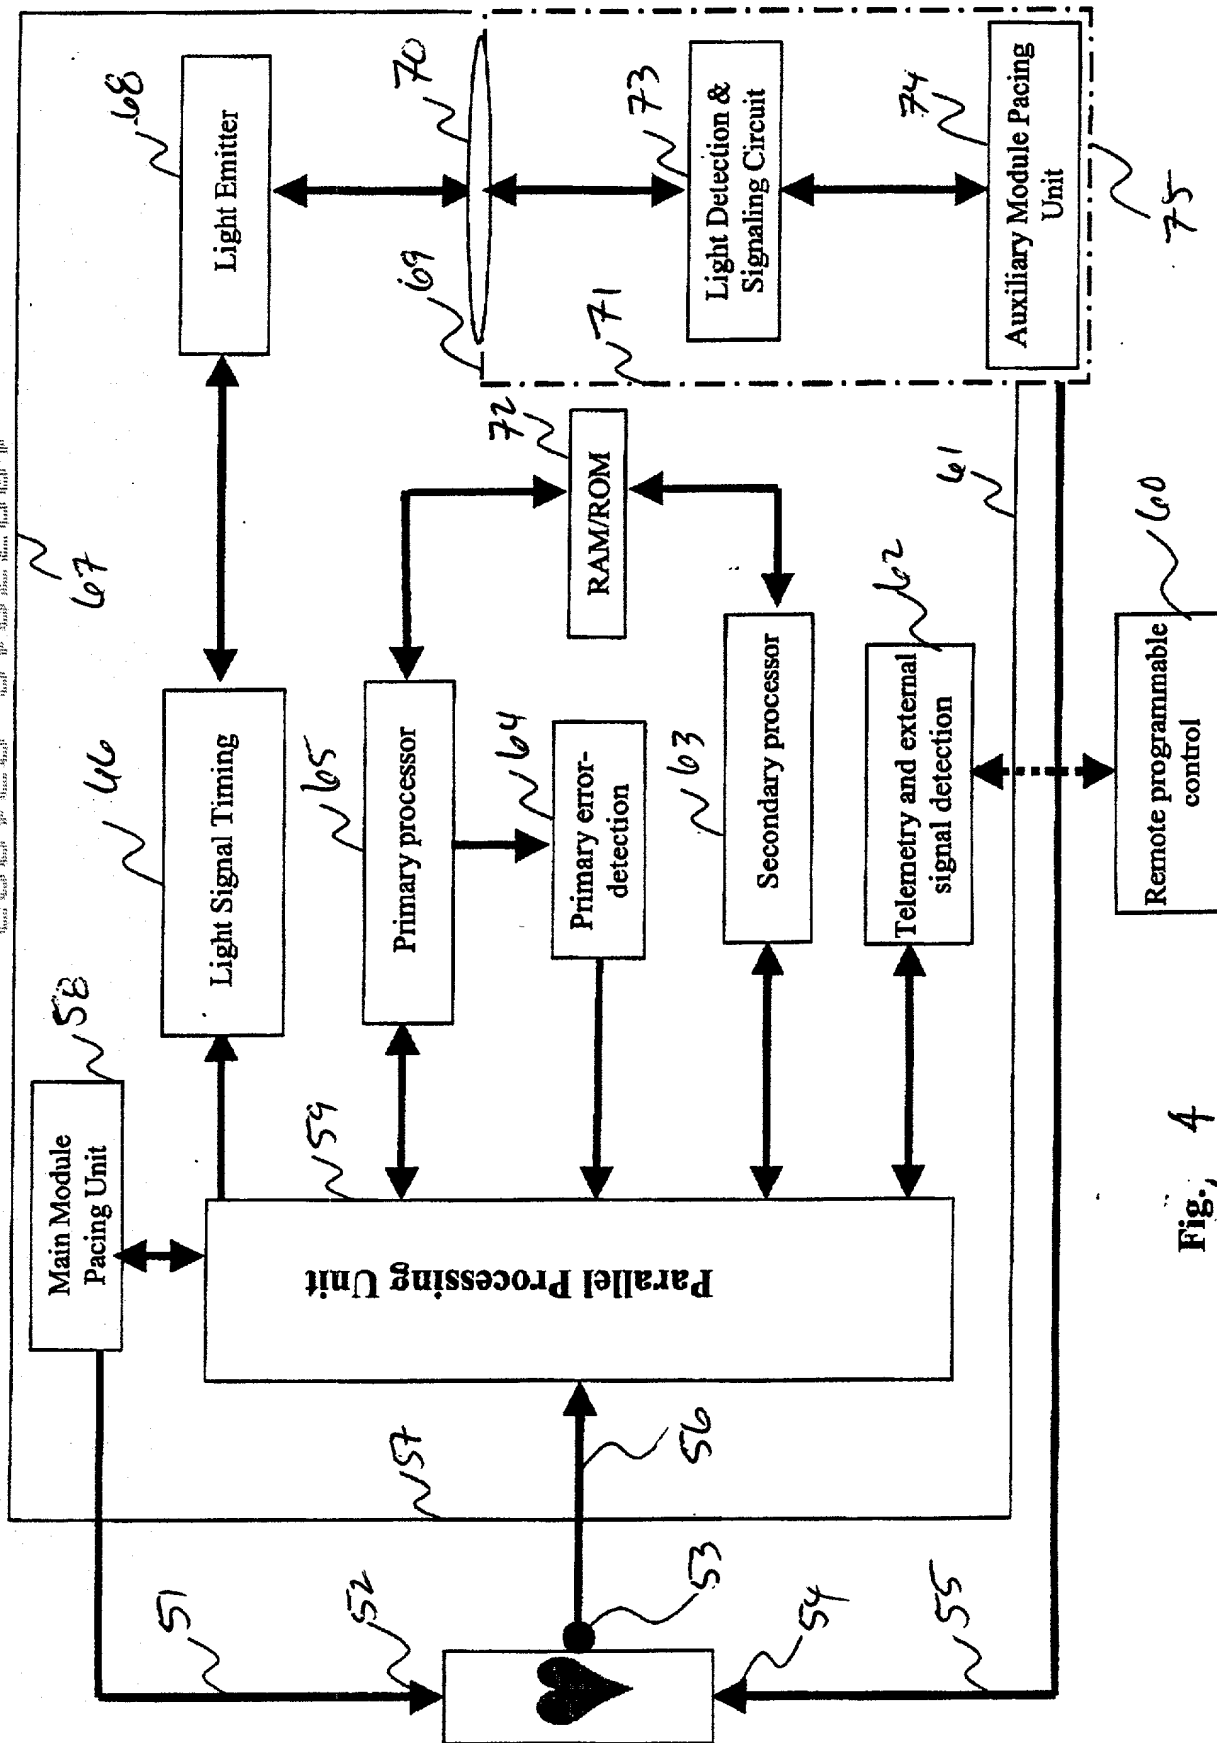 67
58
Main Module
Pacing Unit
46
Light Signal Timing
68
Light Emitter
51
52
57
59
65
Primary processor
72
RAM/ROM
69
70
53
56
Parallel Processing Unit
64
Primary error-
detection
71
73
Light Detection &
Signaling Circuit
63
Secondary processor
54
55
62
Telemetry and external
signal detection
61
74
Auxiliary Module Pacing
Unit
75
60
Remote programmable
control
Fig., 4